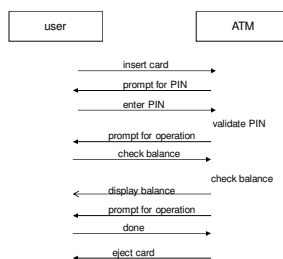 user
ATM
insert card
prompt for PIN
enter PIN
validate PIN
prompt for operation
check balance
check balance
display balance
prompt for operation
done
eject card